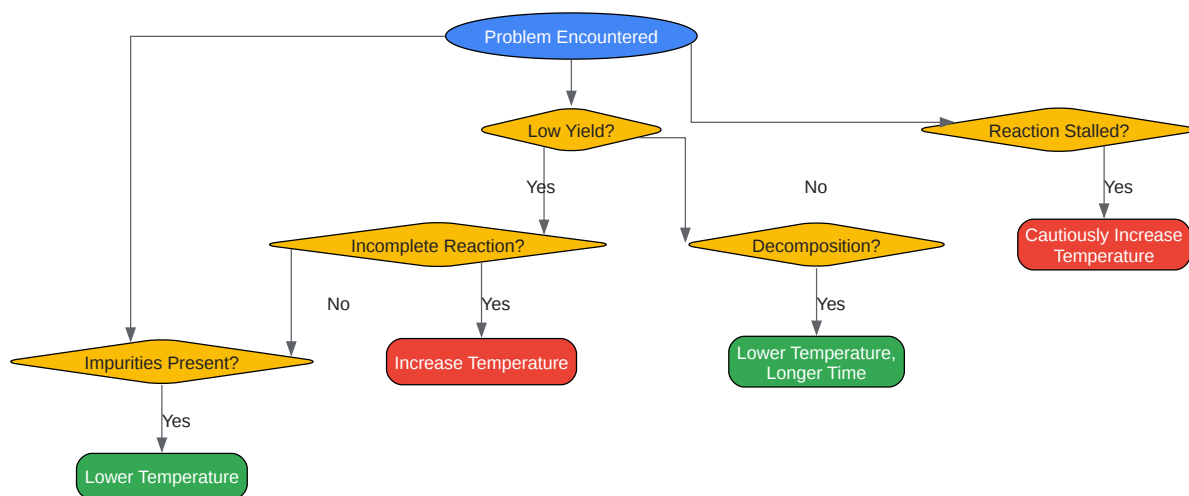 Problem Encountered
Low Yield?
Reaction Stalled?
Yes
No
Yes
Incomplete Reaction?
Decomposition?
Cautiously Increase
Temperature
No
Yes
Yes
Impurities Present?
Increase Temperature
Lower Temperature,
Longer Time
Yes
Lower Temperature